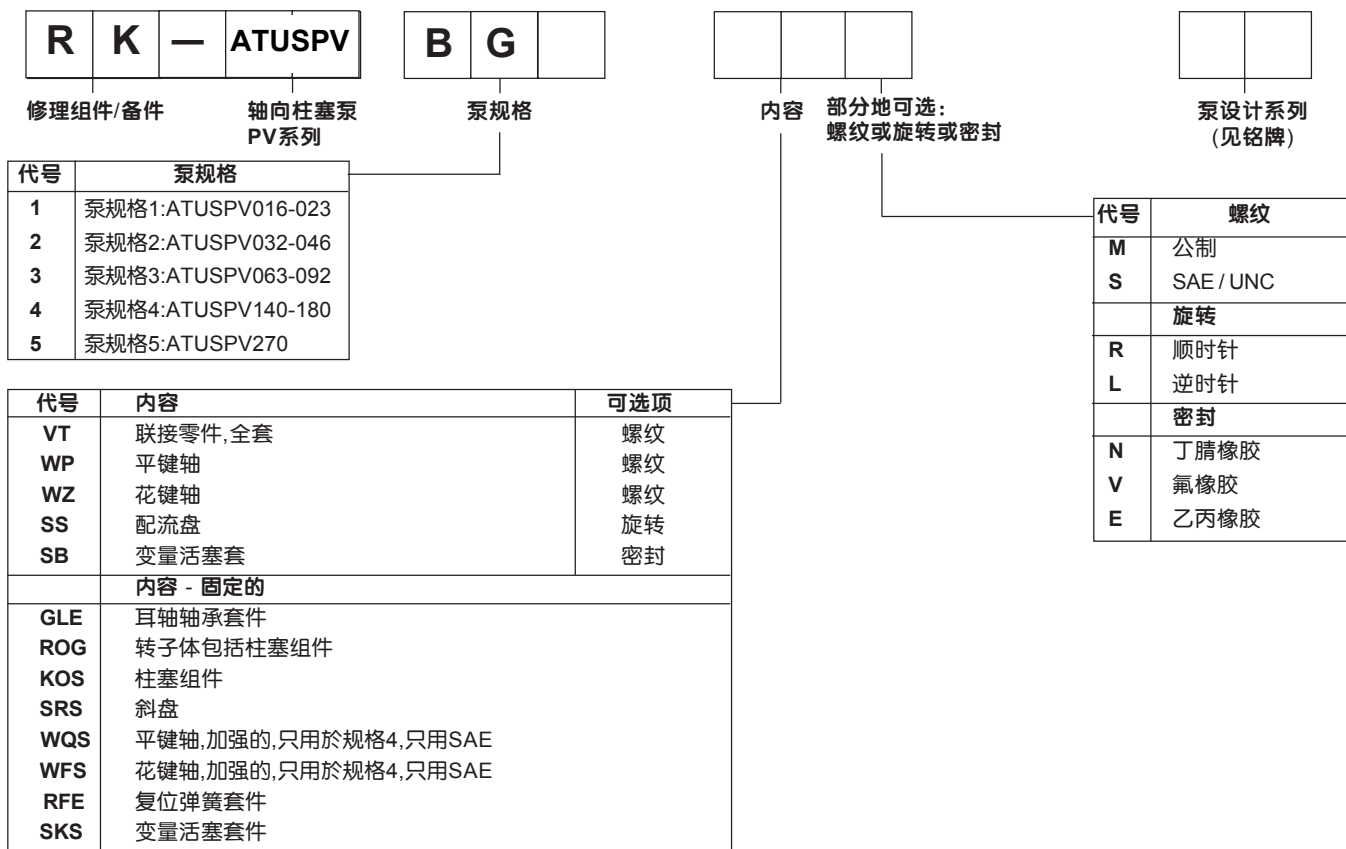 R K — ATUSPV B G
修理组件/备件
轴向柱塞泵
PV系列
泵规格
内容
部分地可选：
螺纹或旋转或密封
泵设计系列
(见铭牌)
代号 泵规格
1 泵规格1:ATUSPV016-023
2 泵规格2:ATUSPV032-046
3 泵规格3:ATUSPV063-092
4 泵规格4:ATUSPV140-180
5 泵规格5:ATUSPV270
代号 螺纹
M 公制
S SAE / UNC
旋转
R 顺时针
L 逆时针
密封
N 丁腈橡胶
V 氟橡胶
E 乙丙橡胶
代号 内容 可选项
VT 联接零件,全套 螺纹
WP 平键轴 螺纹
WZ 花键轴 螺纹
SS 配流盘 旋转
SB 变量活塞套 密封
内容 - 固定的
GLE 耳轴轴承套件
ROG 转子体包括柱塞组件
KOS 柱塞组件
SRS 斜盘
WQS 平键轴,加强的,只用於规格4,只用SAE
WFS 花键轴,加强的,只用於规格4,只用SAE
RFE 复位弹簧套件
SKS 变量活塞套件